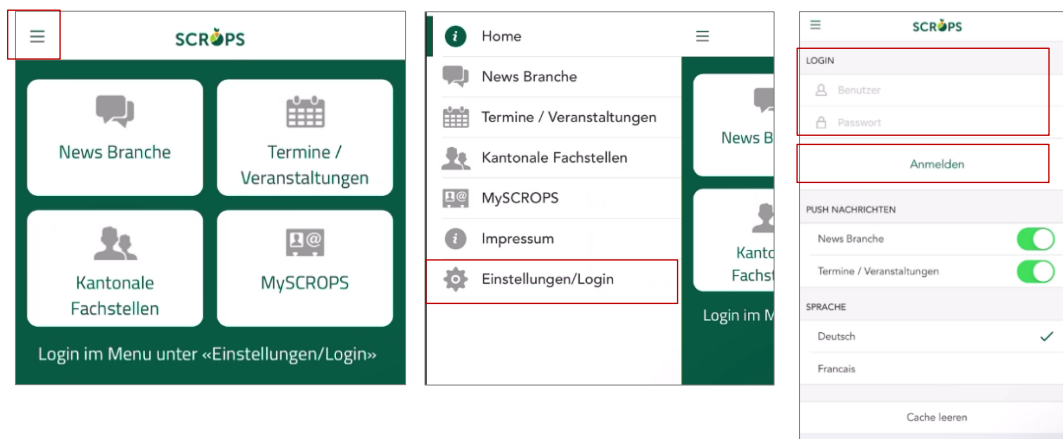 SCROPS
News Branche
Termine /
Veranstaltungen
Kantonale
Fachstellen
MySCROPS
Login im Menu unter «Einstellungen/Login»
Home
News Branche
Termine / Veranstaltungen
Kantonale Fachstellen
MySCROPS
Impressum
Einstellungen/Login
News B
Kanto
Fachst
Login im M
SCROPS
LOGIN
Benutzer
Passwort
Anmelden
PUSH NACHRICHTEN
News Branche
Termine / Veranstaltungen
SPRACHE
Deutsch
Francais
Cache leeren